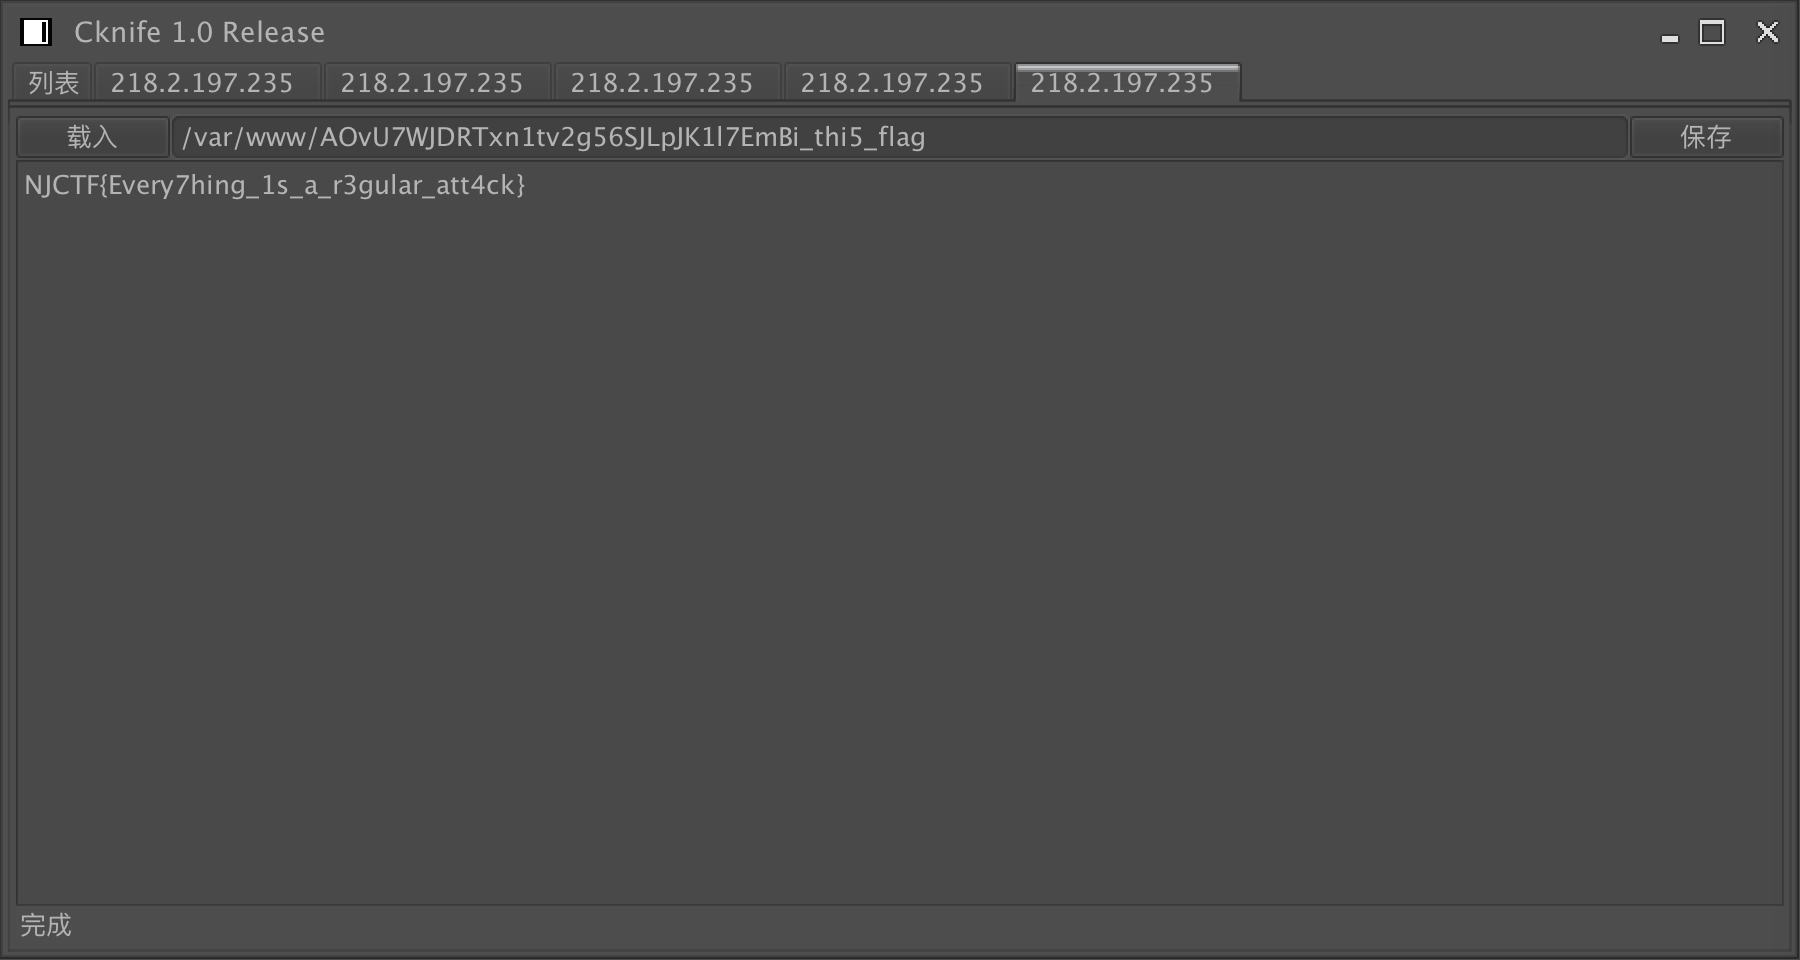 Cknife 1.0 Release
列表 218.2.197.235 218.2.197.235 218.2.197.235 218.2.197.235 218.2.197.235
载入 /var/www/AOvU7WJDRTxn1tv2g56SJLpJK1l7EmBi_thi5_flag 保存
NJCTF{Every7hing_1s_a_r3gular_att4ck}
完成